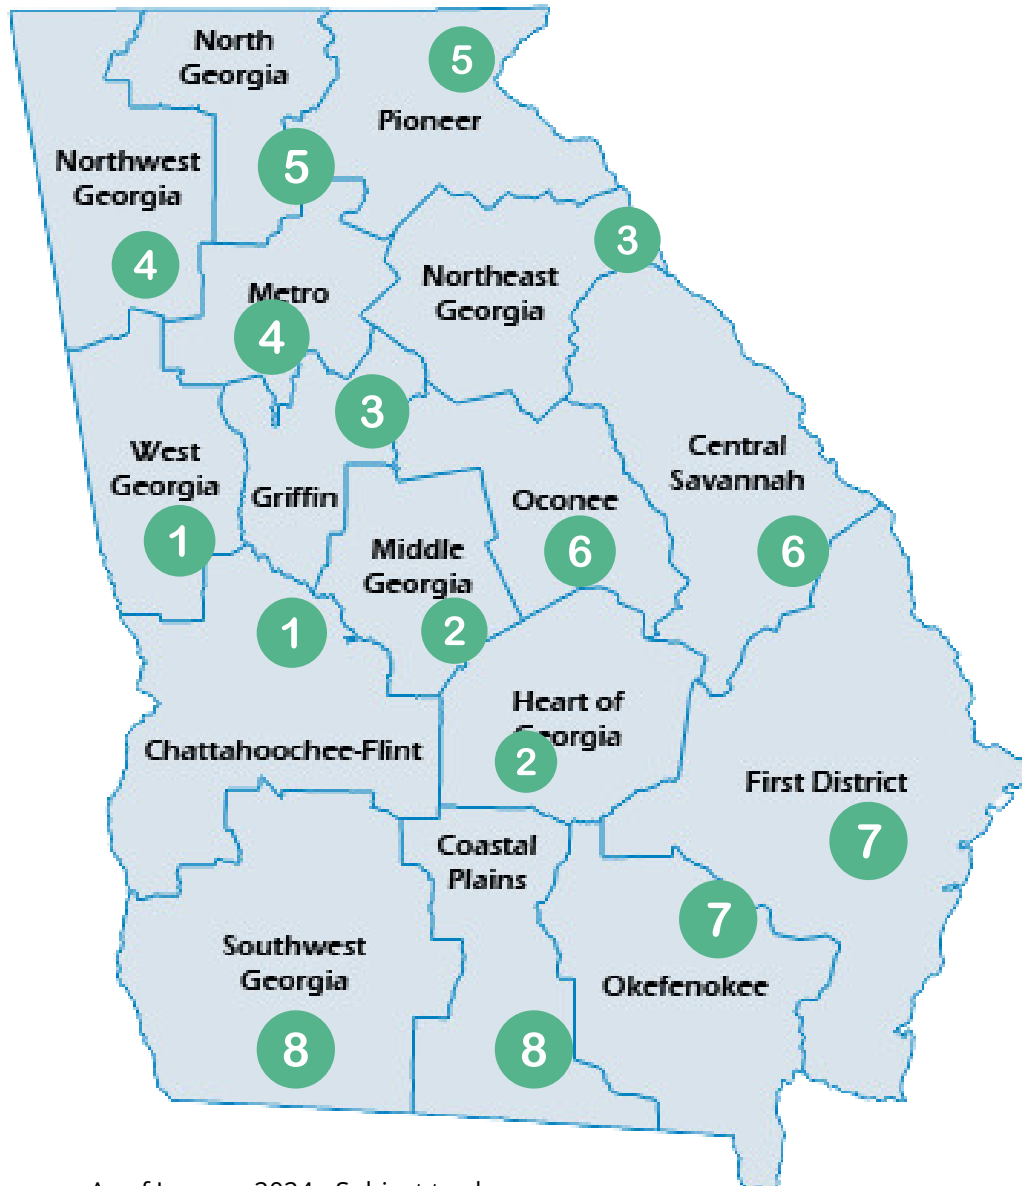 North
Georgia
5
Pioneer
5
Northwest
Georgia
4
3
Northeast
Georgia
Metro
4
3
Central
Savannah
6
West
Georgia
1
Griffin
Oconee
6
Middle
Georgia
2
1
Heart of
Georgia
2
Chattahoochee-Flint
First District
7
Coastal
Plains
7
Southwest
Georgia
8
Okefenokee
8
2024